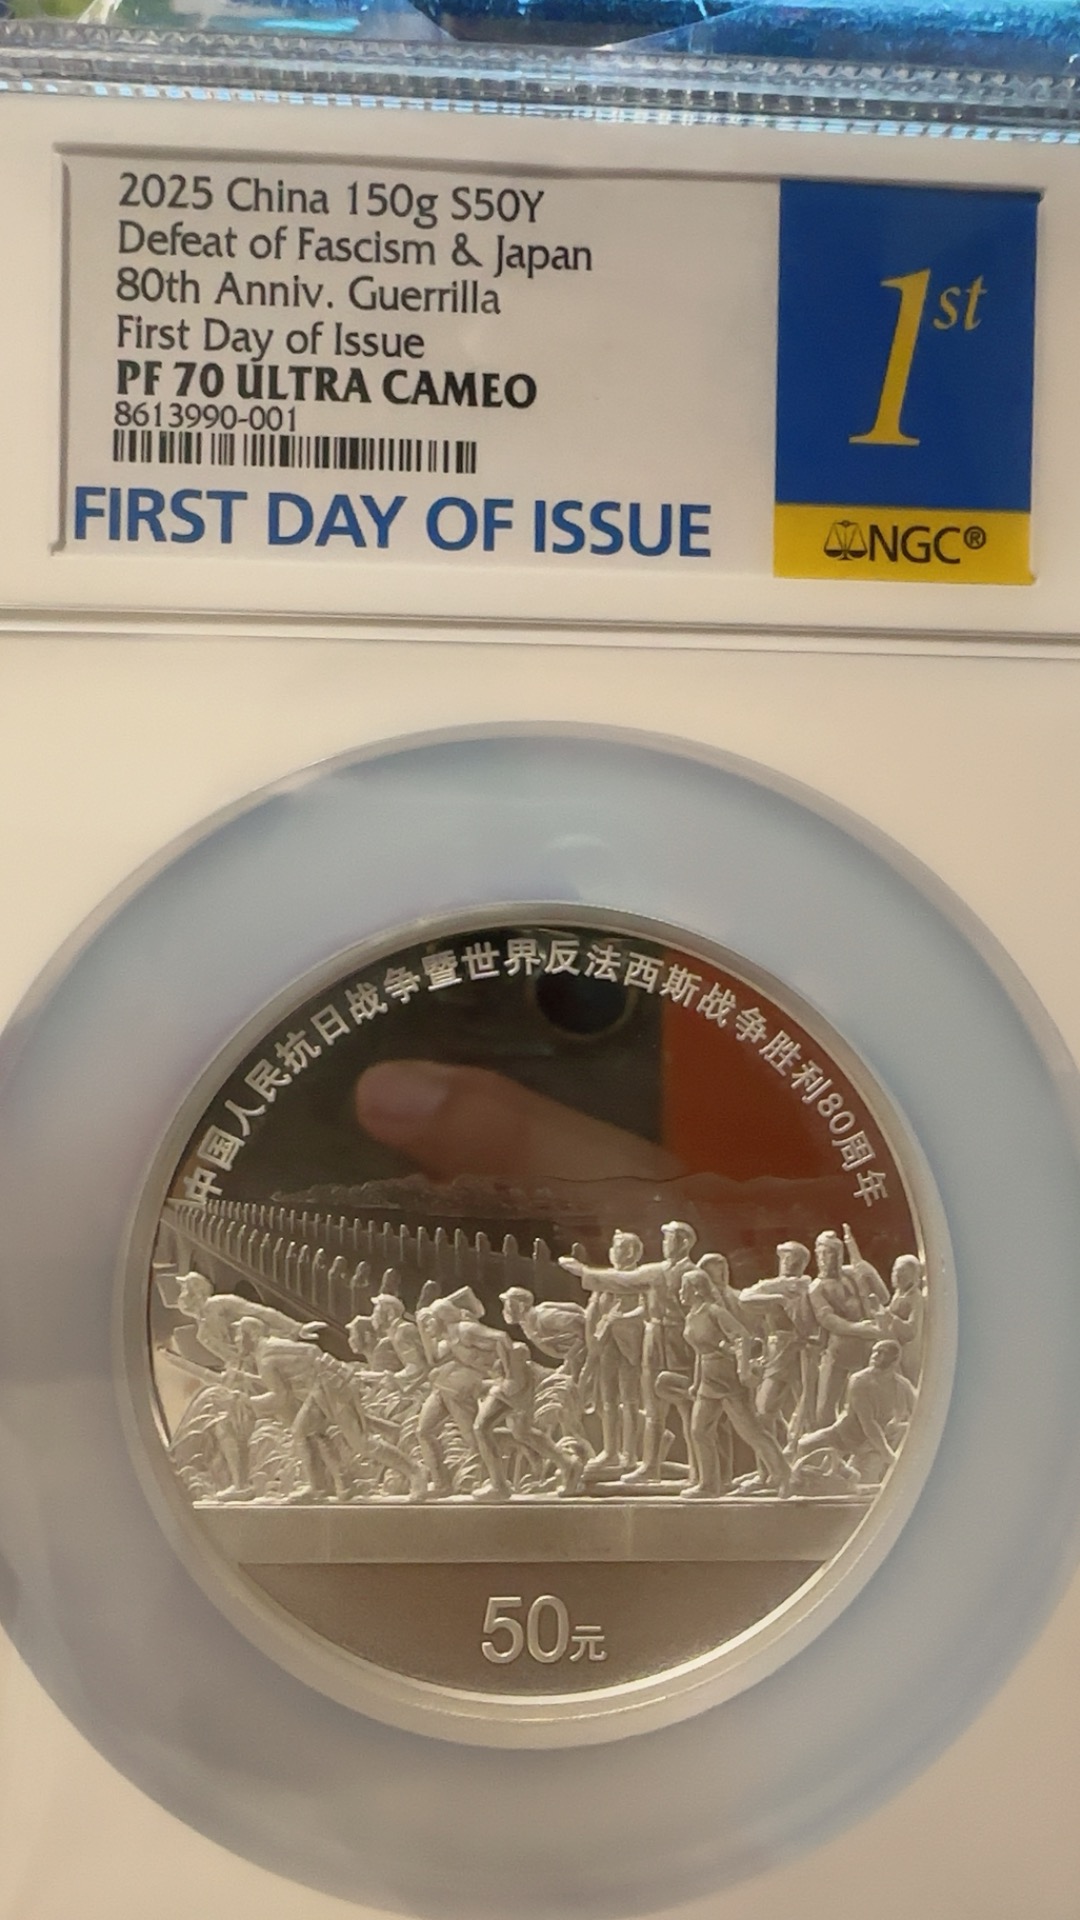 2025 China 150g S50Y
Defeat of Fascism & Japan
80th Anniv. Guerrilla
First Day of Issue
PF 70 ULTRA CAMEO
8613990-001
FIRST DAY OF ISSUE
1st
NGC®
中国人民抗日战争暨世界反法西斯战争胜利80周年
50元